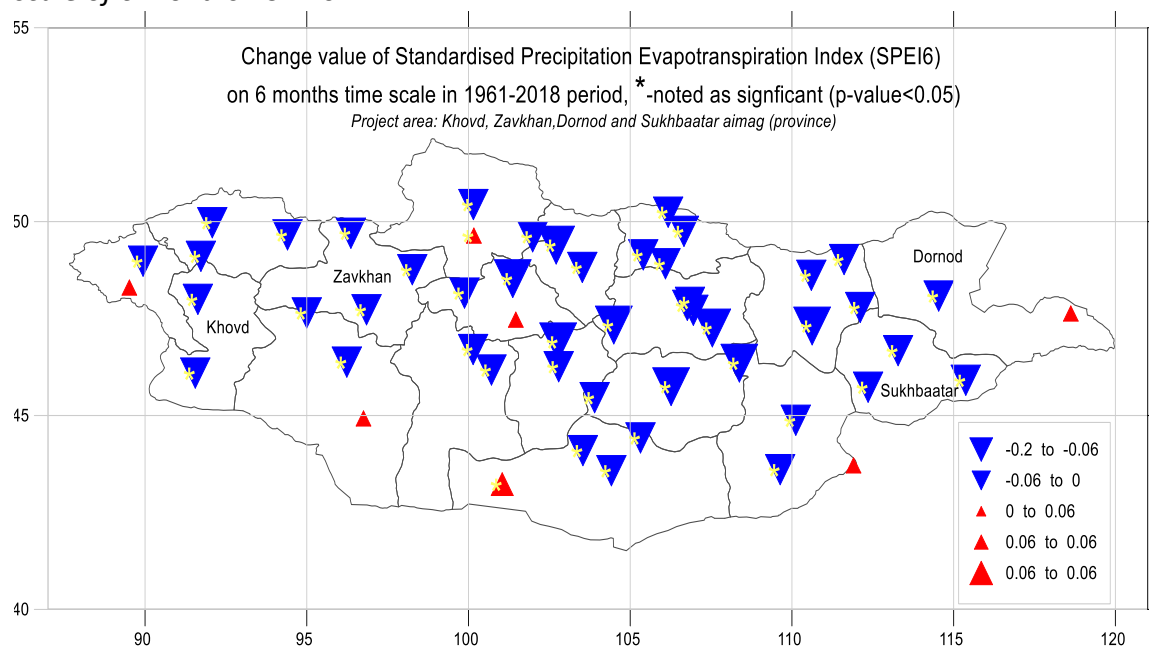 55
Change value of Standardised Precipitation Evapotranspiration Index (SPEI6)
on 6 months time scale in 1961-2018 period, *-noted as signficant (p-value<0.05)
Project area: Khovd, Zavkhan,Dornod and Sukhbaatar aimag (province)
50
Dornod
Zavkhan
Khovd
Sukhbaatar
45
-0.2 to -0.06
-0.06 to 0
0 to 0.06
0.06 to 0.06
0.06 to 0.06
40
90 95 100 105 110 115 120